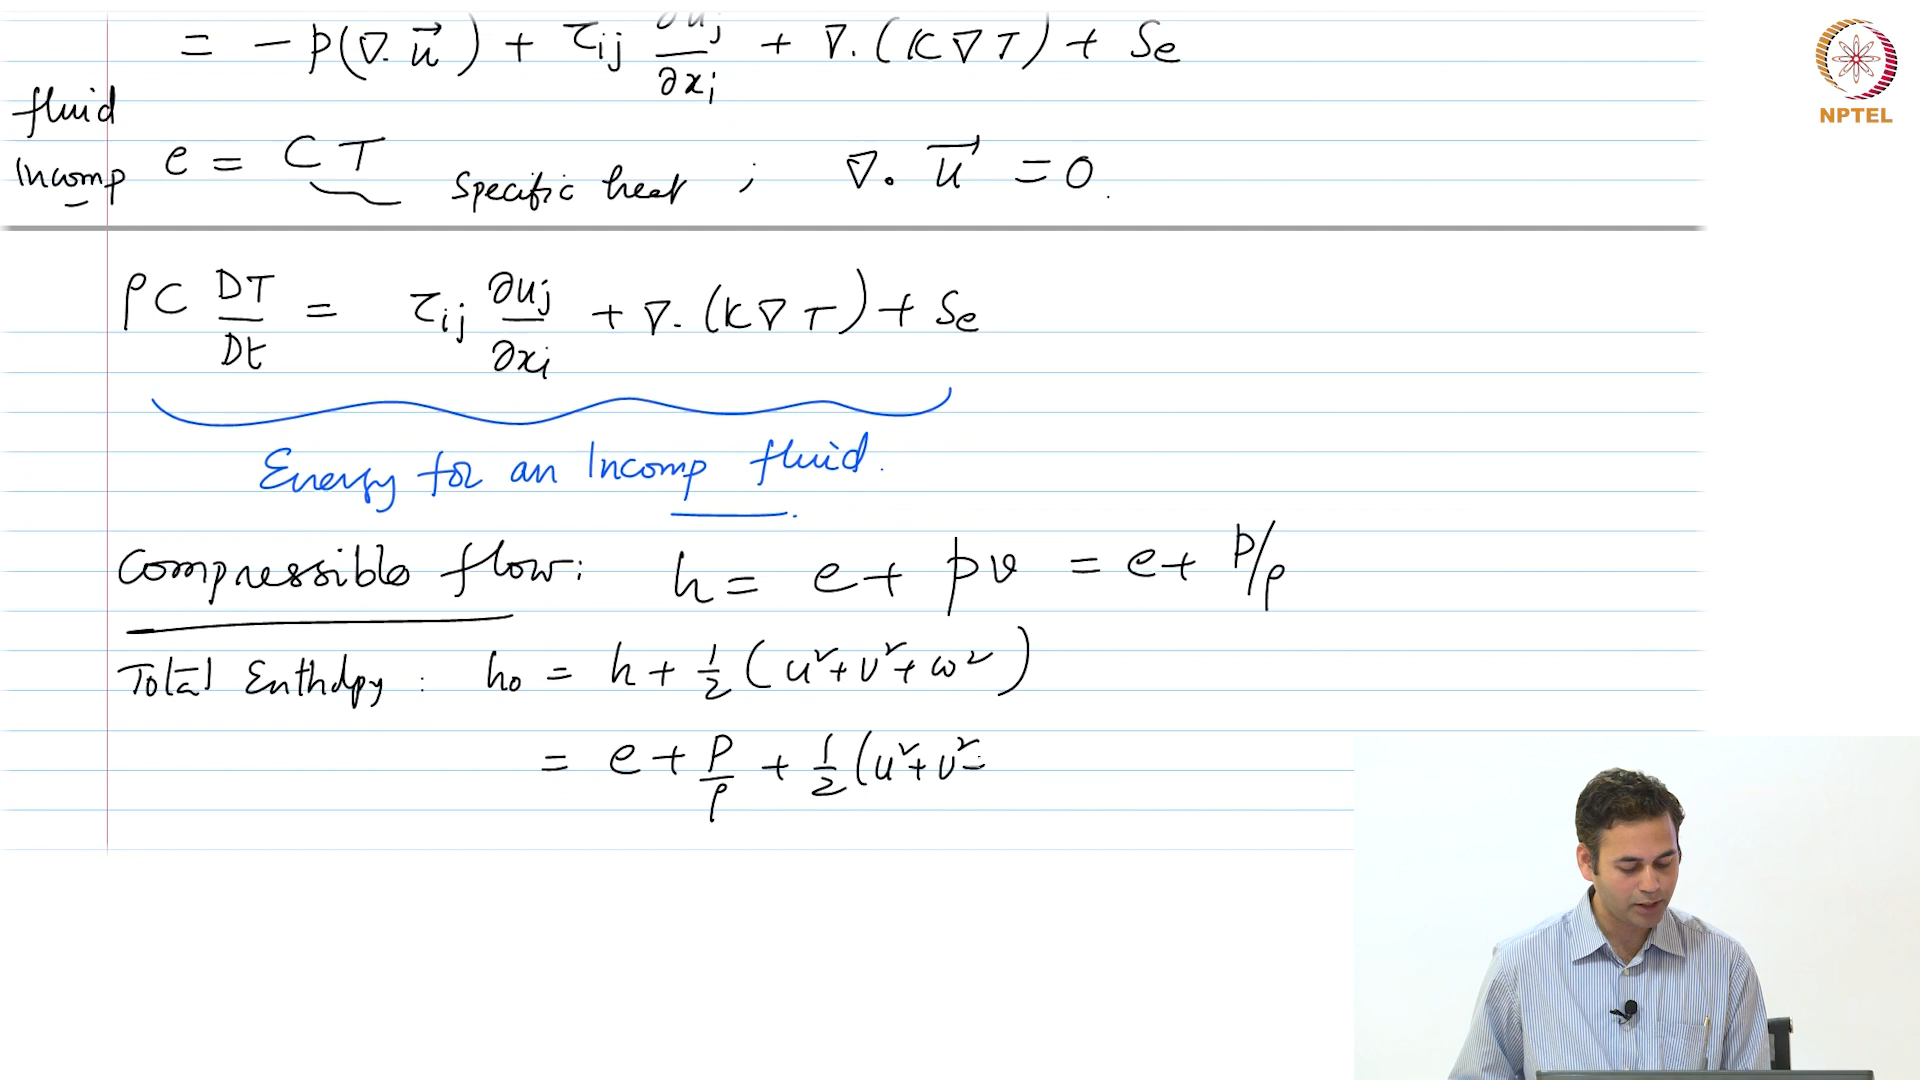 = - p(∇. u⃗) + τij ∂uj/∂xi + ∇.(K∇T) + Se
NPTEL
fluid
Incomp e = CT specific heat ; ∇. u⃗ = 0.
ρC DT/Dt = τij ∂uj/∂xi + ∇.(K∇T) + Se
Energy for an Incomp fluid.
Compressible flow: h = e + pv = e + p/ρ
Total Enthalpy : h₀ = h + 1/2 (u² + v² + w²)
= e + p/ρ + 1/2 (u² + v²